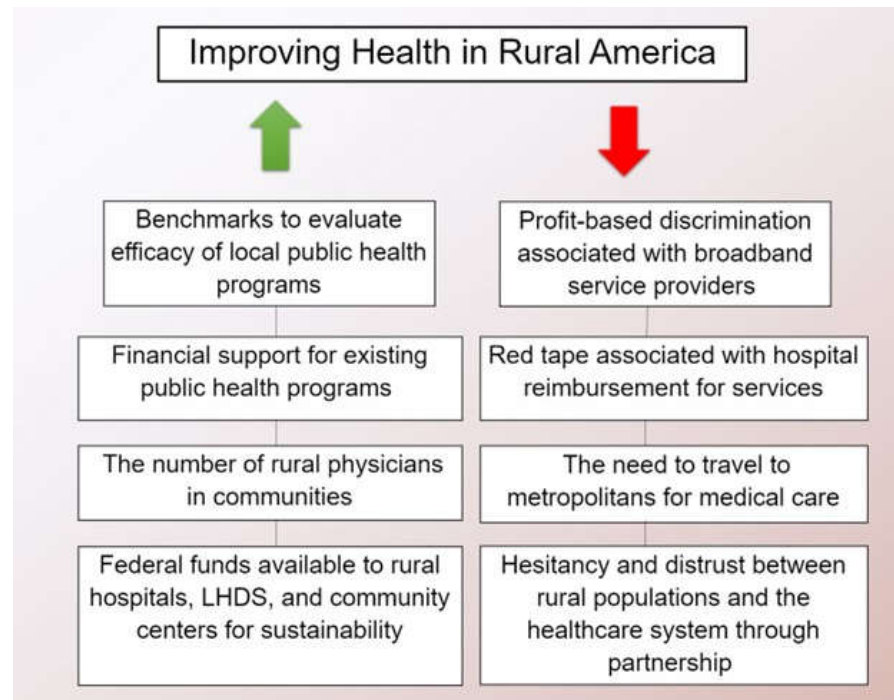 Improving Health in Rural America
Benchmarks to evaluate
efficacy of local public health
programs
Financial support for existing
public health programs
The number of rural physicians
in communities
Federal funds available to rural
hospitals, LHDS, and community
centers for sustainability
Profit-based discrimination
associated with broadband
service providers
Red tape associated with hospital
reimbursement for services
The need to travel to
metropolitans for medical care
Hesitancy and distrust between
rural populations and the
healthcare system through
partnership